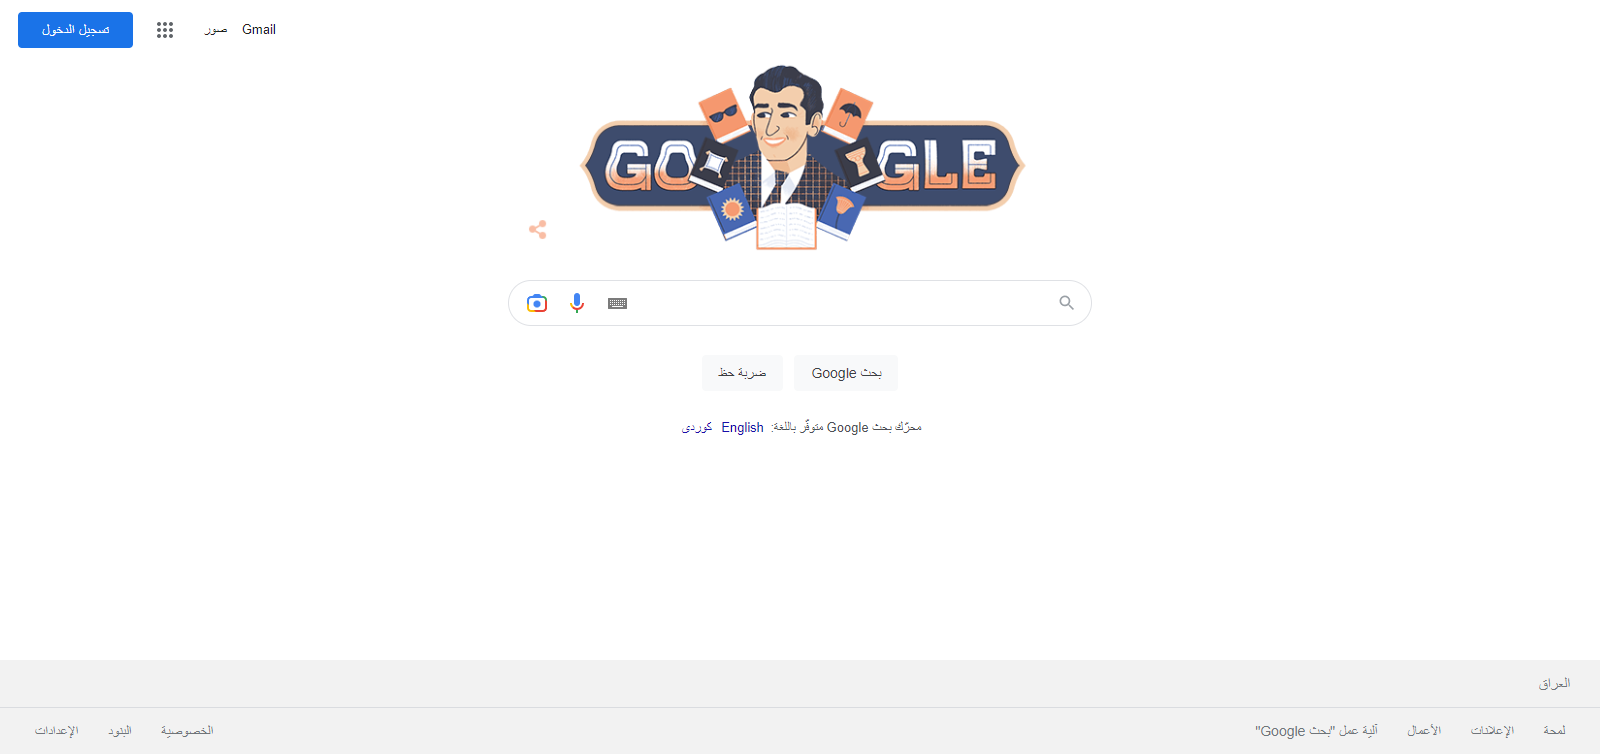 Gmail صور تسجيل الدخول
GO GLE
بحث Google ضربة حظ
محرّك بحث Google متوفّر باللغة: English كوردی
العراق
لمحة الإعلانات الأعمال آلية عمل "بحث Google" الخصوصية البنود الإعدادات